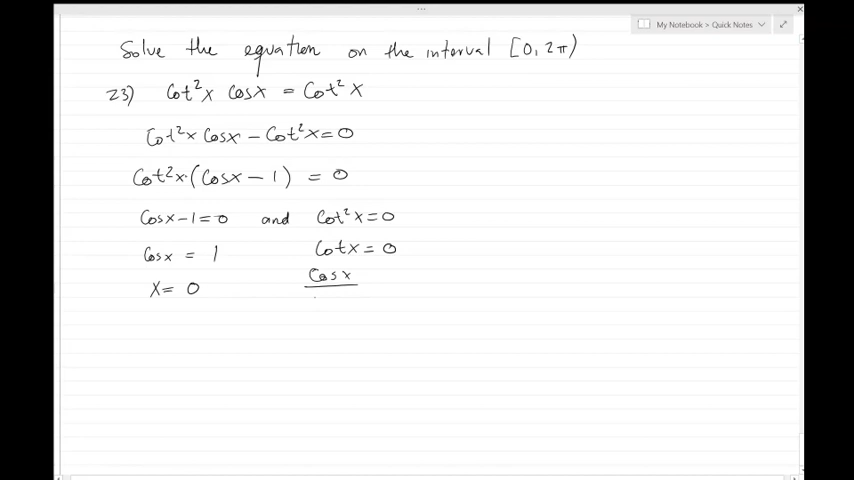 My Notebook > Quick Notes
Solve the equation on the interval [0, 2π)
23) Cot²x Cosx = Cot²x
Cot²x Cosx - Cot²x = 0
Cot²x·(Cosx - 1) = 0
Cosx-1=0 and Cot²x=0
Cosx = 1 Cotx = 0
x= 0 Cosx